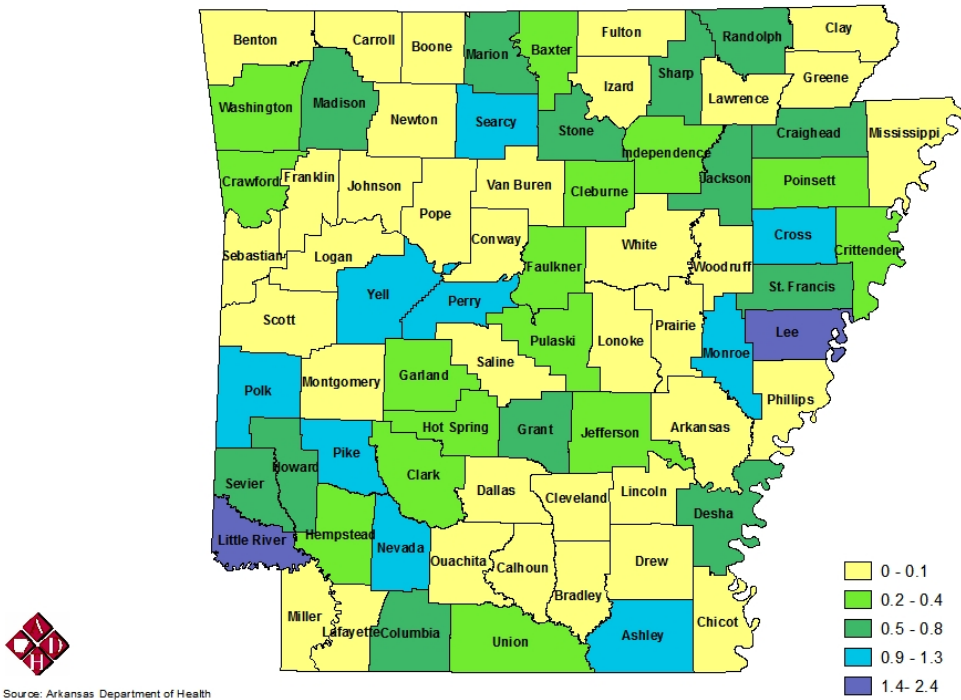 Benton
Carroll
Boone
Marion
Baxter
Fulton
Sharp
Randolph
Clay
Greene
Izard
Lawrence
Washington
Madison
Newton
Searcy
Stone
Independence
Jackson
Craighead
Mississippi
Poinsett
Crawford
Franklin
Johnson
Pope
Van Buren
Cleburne
White
Woodruff
Cross
Crittenden
Sebastian
Logan
Conway
Faulkner
St. Francis
Yell
Perry
Scott
Pulaski
Lonoke
Prairie
Monroe
Lee
Polk
Montgomery
Garland
Saline
Phillips
Hot Spring
Grant
Jefferson
Arkansas
Howard
Pike
Clark
Sevier
Dallas
Cleveland
Lincoln
Desha
Little River
Hempstead
Nevada
Ouachita
Calhoun
Bradley
Drew
Miller
Lafayette
Columbia
Union
Ashley
Chicot
0 - 0.1
0.2 - 0.4
0.5 - 0.8
0.9 - 1.3
1.4- 2.4
A
D
H
Source: Arkansas Department of Health